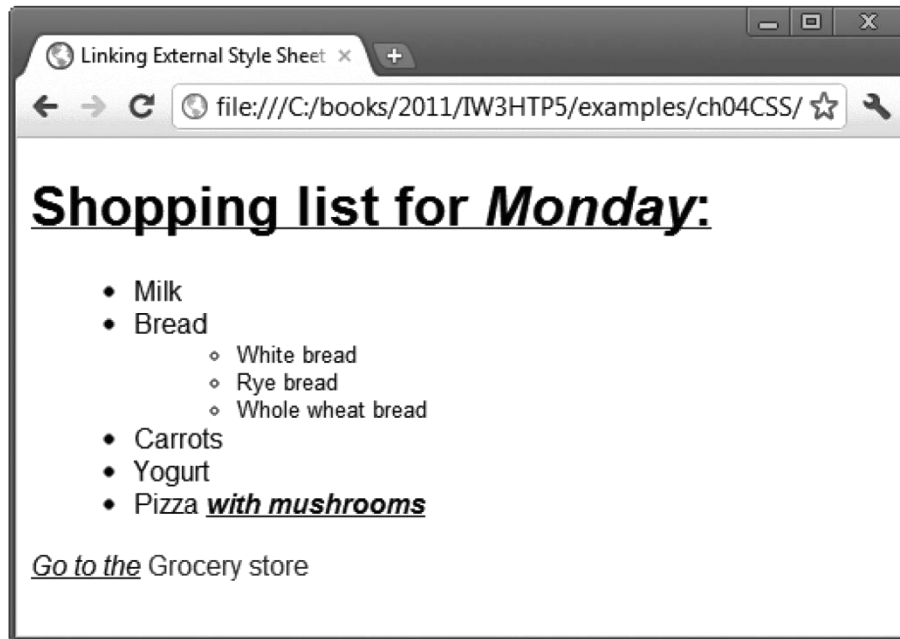 Linking External Style Sheet
file:///C:/books/2011/IW3HTP5/examples/ch04CSS/
Shopping list for Monday:
Milk
Bread
White bread
Rye bread
Whole wheat bread
Carrots
Yogurt
Pizza with mushrooms
Go to the Grocery store